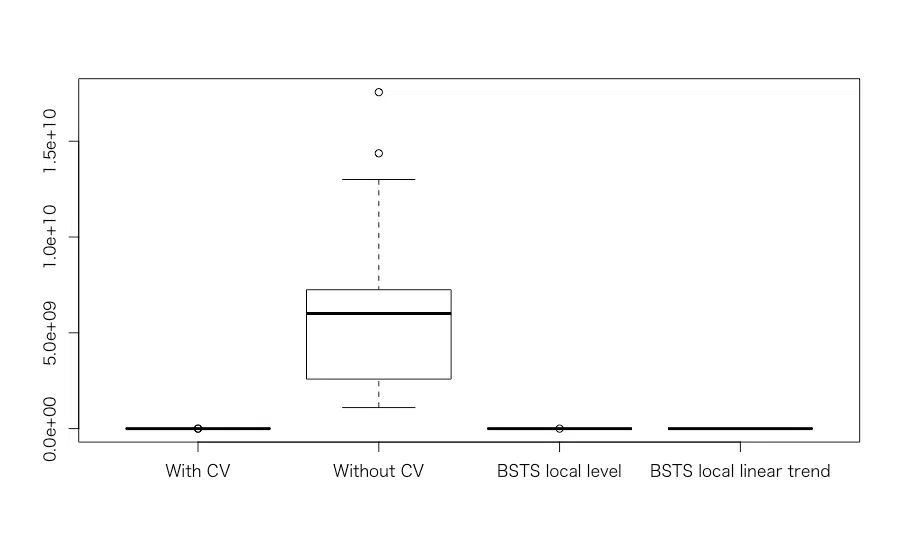 1.5e+10
1.0e+10
5.0e+09
0.0e+00
With CV
Without CV
BSTS local level
BSTS local linear trend